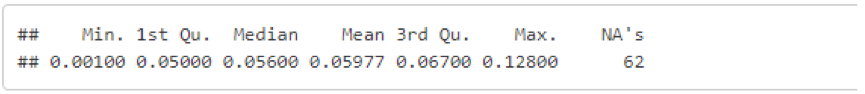 ##    Min. 1st Qu.  Median    Mean 3rd Qu.    Max.    NA's
## 0.00100 0.05000 0.05600 0.05977 0.06700 0.12800      62